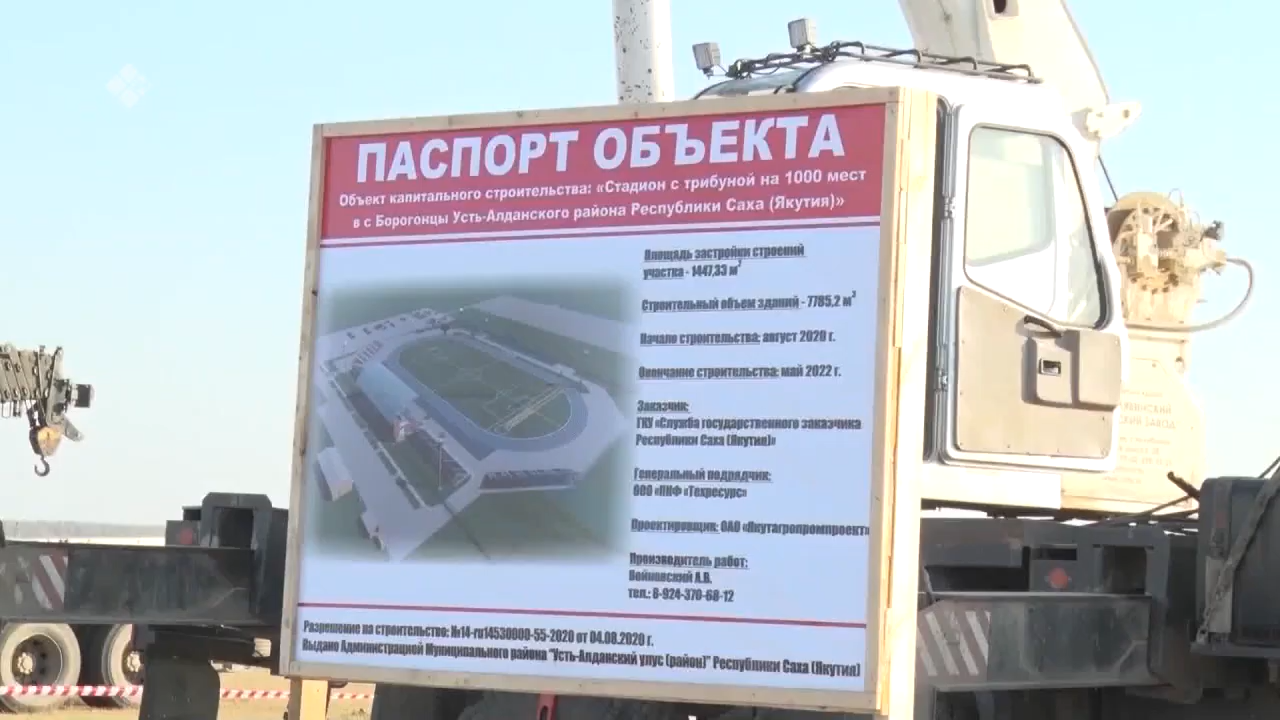 ПАСПОРТ ОБЪЕКТА
Объект капитального строительства: «Стадион с трибуной на 1000 мест
в с Борогонцы Усть-Алданского района Республики Саха (Якутия)»
Площадь застройки строений
участка - 1447,33 м²
Строительный объем зданий - 7785,2 м³
Начало строительства: август 2020 г.
Окончание строительства: май 2022 г.
Заказчик:
ГКУ «Служба государственного заказчика
Республики Саха (Якутия)»
Генеральный подрядчик:
ООО «ПКФ «Техресурс»
Проектировщик: ОАО «Якутагропромпроект»
Производитель работ:
Войновский А.В.
тел.: 8-924-370-68-12
Разрешение на строительство: №14-ru14530000-55-2020 от 04.08.2020 г.
Выдано Администрацией Муниципального района "Усть-Алданский улус (район)" Республики Саха (Якутия)